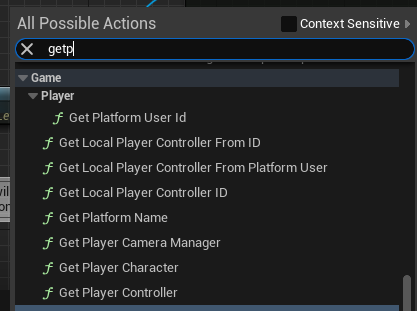 All Possible Actions
Context Sensitive
getp
Game
Player
Get Platform User Id
Get Local Player Controller From ID
Get Local Player Controller From Platform User
Get Local Player Controller ID
Get Platform Name
Get Player Camera Manager
Get Player Character
Get Player Controller